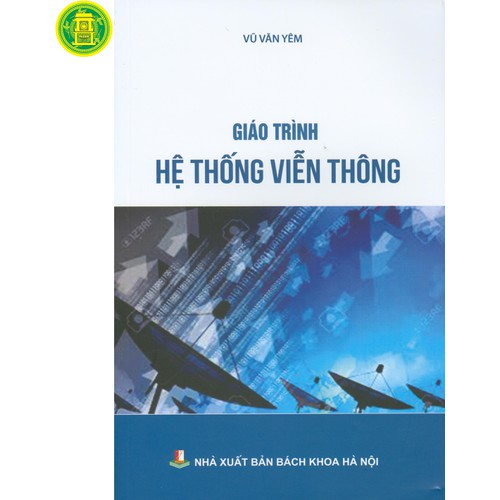 VŨ VĂN YÊM
GIÁO TRÌNH
HỆ THỐNG VIỄN THÔNG
NHÀ XUẤT BẢN BÁCH KHOA HÀ NỘI